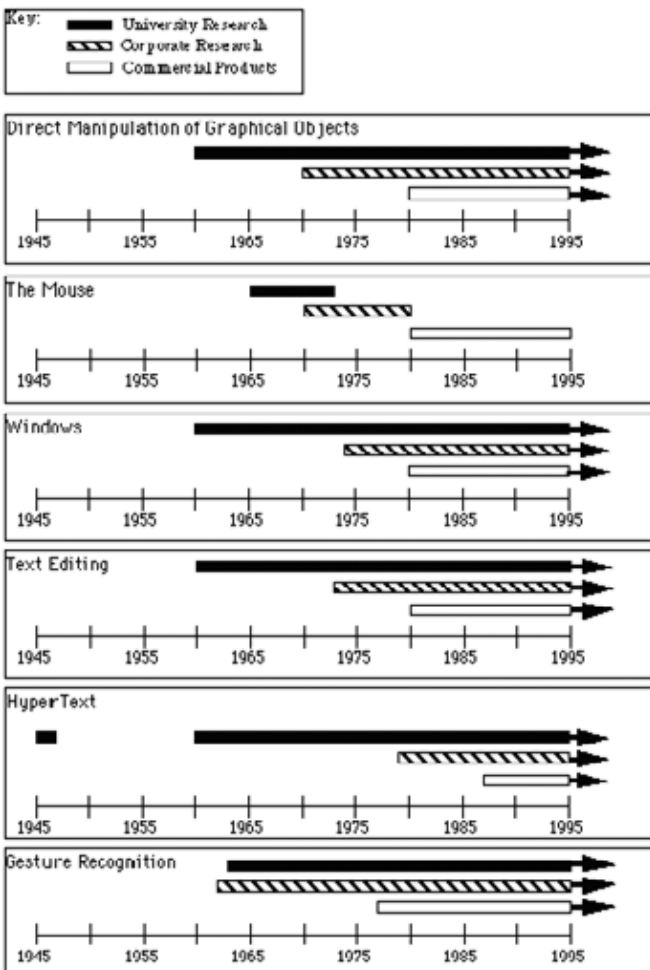 Key:
University Research
Corporate Research
Commercial Products
Direct Manipulation of Graphical Objects
1945 1955 1965 1975 1985 1995
The Mouse
1945 1955 1965 1975 1985 1995
Windows
1945 1955 1965 1975 1985 1995
Text Editing
1945 1955 1965 1975 1985 1995
HyperText
1945 1955 1965 1975 1985 1995
Gesture Recognition
1945 1955 1965 1975 1985 1995